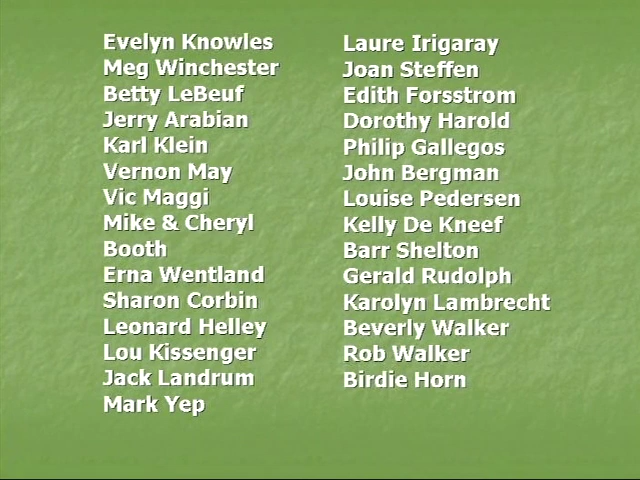 Evelyn Knowles
Meg Winchester
Betty LeBeuf
Jerry Arabian
Karl Klein
Vernon May
Vic Maggi
Mike & Cheryl
Booth
Erna Wentland
Sharon Corbin
Leonard Helley
Lou Kissenger
Jack Landrum
Mark Yep
Laure Irigaray
Joan Steffen
Edith Forsstrom
Dorothy Harold
Philip Gallegos
John Bergman
Louise Pedersen
Kelly De Kneef
Barr Shelton
Gerald Rudolph
Karolyn Lambrecht
Beverly Walker
Rob Walker
Birdie Horn